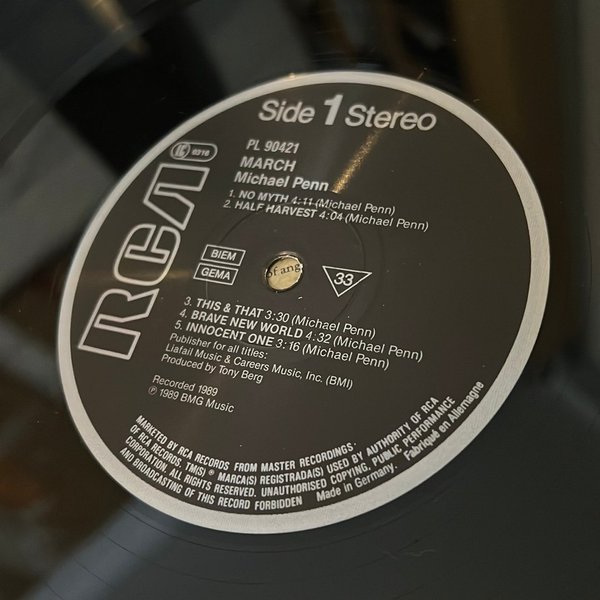 Side 1 Stereo
RCA
LC 0316
PL 90421
MARCH
Michael Penn
1. NO MYTH 4:11 (Michael Penn)
2. HALF HARVEST 4:04 (Michael Penn)
BIEM
GEMA
of ang
33
3. THIS & THAT 3:30 (Michael Penn)
4. BRAVE NEW WORLD 4:32 (Michael Penn)
5. INNOCENT ONE 3:16 (Michael Penn)
Publisher for all titles:
Liafail Music & Careers Music, Inc. (BMI)
Produced by Tony Berg
Recorded 1989
℗ 1989 BMG Music
MARKETED BY RCA RECORDS FROM MASTER RECORDINGS.
OF RCA RECORDS, TM(S) ® MARCA(S) REGISTRADA(S) USED BY AUTHORITY OF RCA
CORPORATION. ALL RIGHTS RESERVED. UNAUTHORISED COPYING, PUBLIC PERFORMANCE
AND BROADCASTING OF THIS RECORD FORBIDDEN Made in Germany. Fabriqué en Allemagne